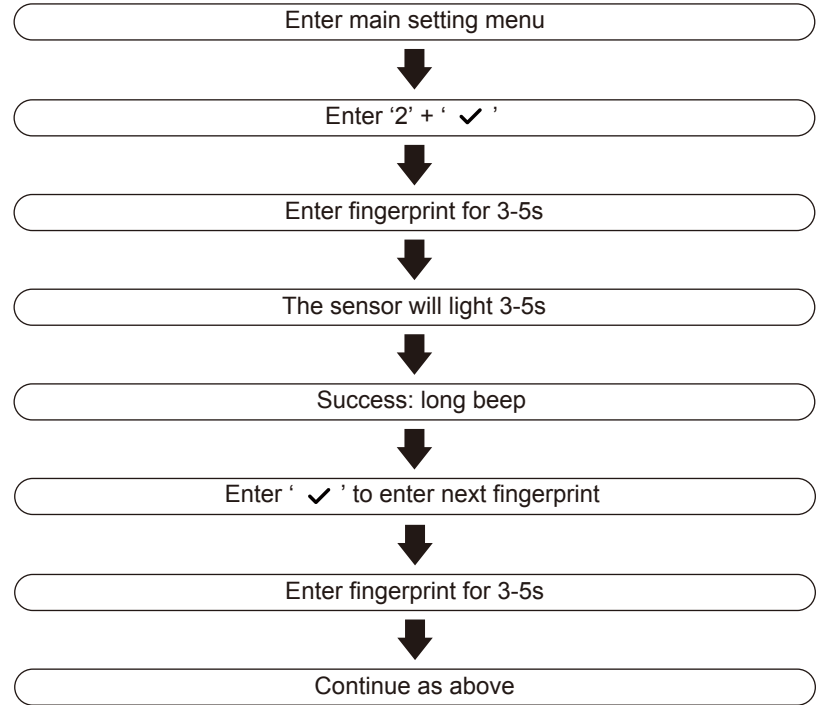 Enter main setting menu
Enter ‘2’ + ‘ ✓ ’
Enter fingerprint for 3-5s
The sensor will light 3-5s
Success: long beep
Enter ‘ ✓ ’ to enter next fingerprint
Enter fingerprint for 3-5s
Continue as above